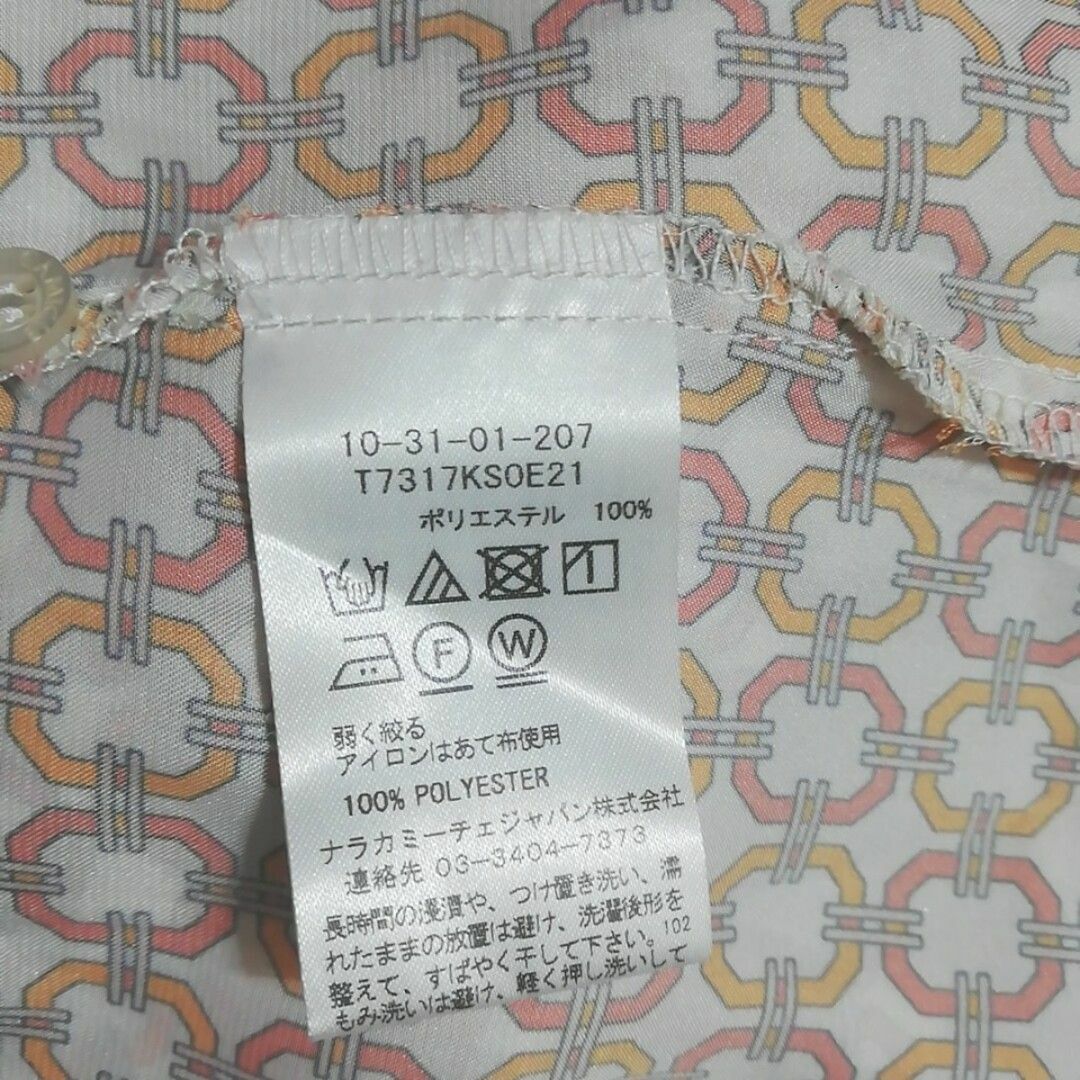 10-31-01-207
T7317KS0E21
ポリエステル 100%
F W
弱く絞る
アイロンはあて布使用
100% POLYESTER
ナラカミーチェジャパン株式会社
連絡先 03-3404-7373
長時間の浸漬や、つけ置き洗い、濡
れたままの放置は避け、洗濯後形を
整えて、すばやく干して下さい。102
もみ洗いは避け、軽く押し洗いして